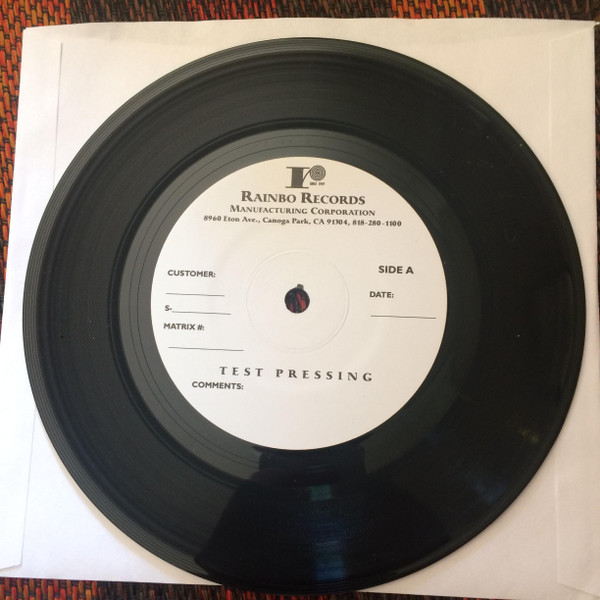 r
RAINBO RECORDS
MANUFACTURING CORPORATION
8960 Eton Ave., Canoga Park, CA 91304, 818-280-1100
CUSTOMER:
SIDE A
S-
DATE:
MATRIX #:
TEST PRESSING
COMMENTS: